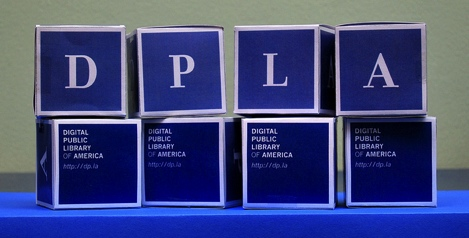 D P L A
DIGITAL
PUBLIC
LIBRARY
OF AMERICA
http://dp.la
DIGITAL
PUBLIC
LIBRARY
OF AMERICA
http://dp.la
DIGITAL
PUBLIC
LIBRARY
OF AMERICA
http://dp.la
DIGITAL
PUBLIC
LIBRARY
OF AMERICA
http://dp.la